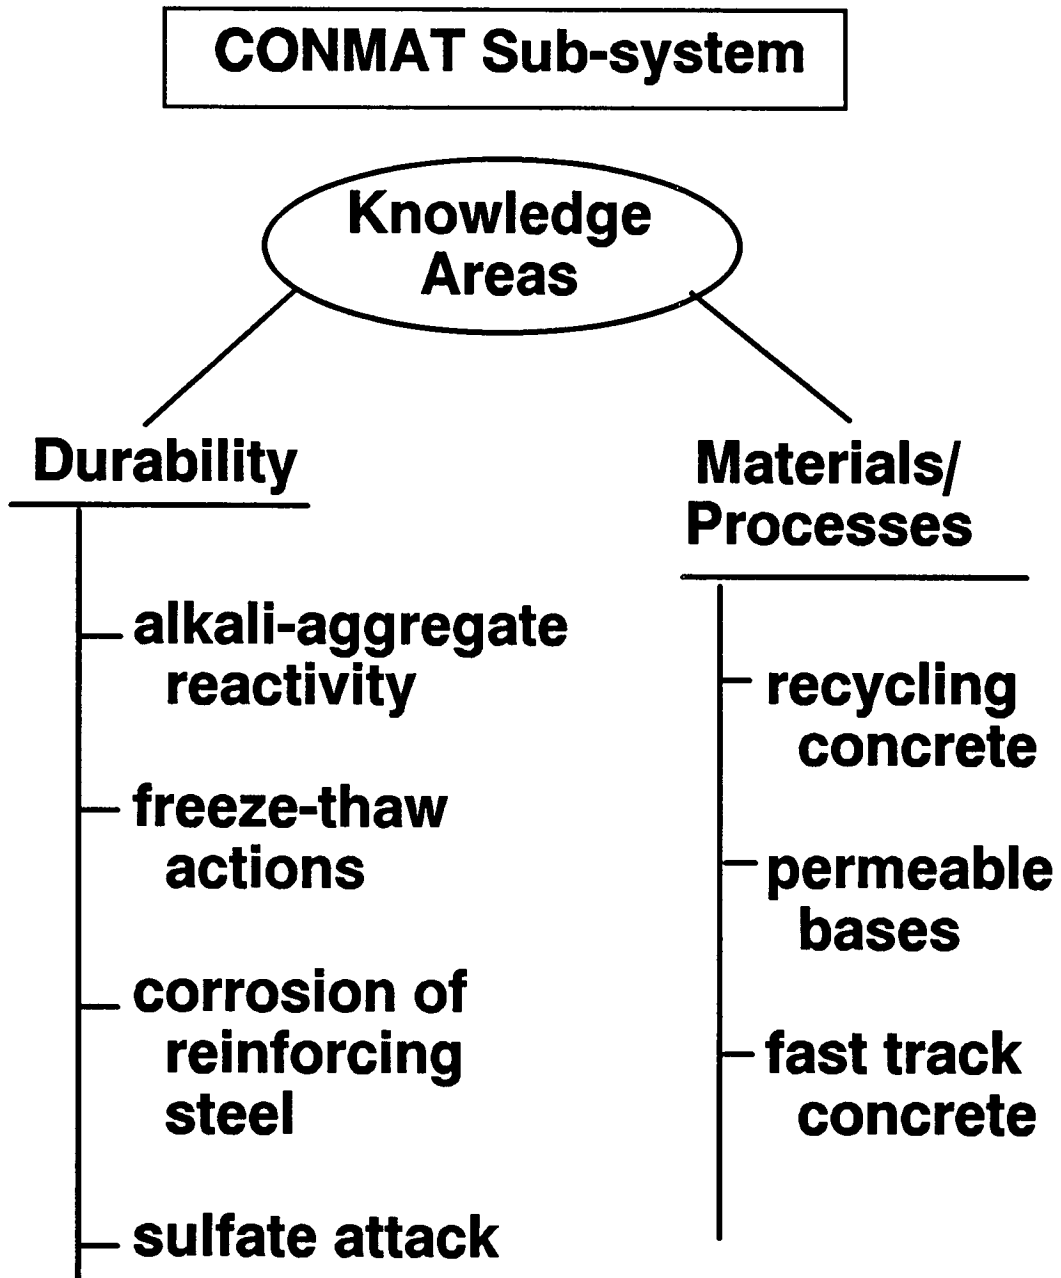 CONMAT Sub-system
Knowledge
Areas
Durability
alkali-aggregate
reactivity
freeze-thaw
actions
corrosion of
reinforcing
steel
sulfate attack
Materials/
Processes
recycling
concrete
permeable
bases
fast track
concrete